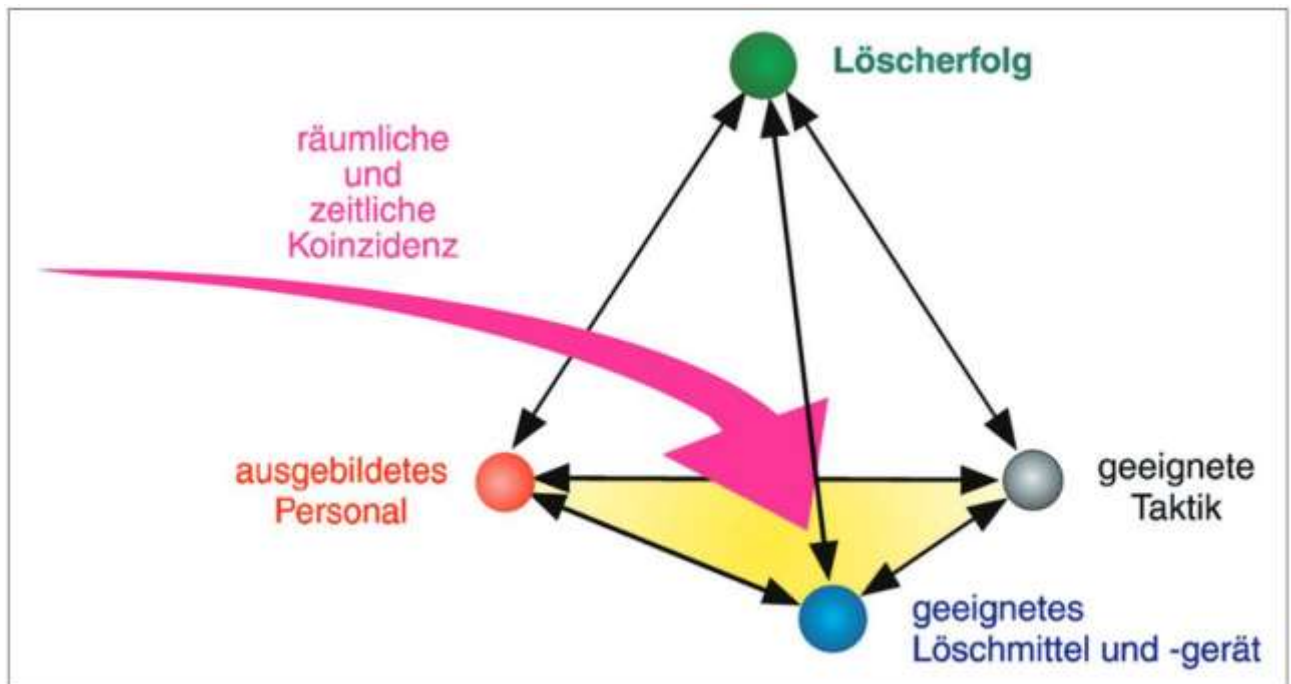 Löscherfolg
räumliche
und
zeitliche
Koinzidenz
ausgebildetes
Personal
geeignete
Taktik
geeignetes
Löschmittel und -gerät